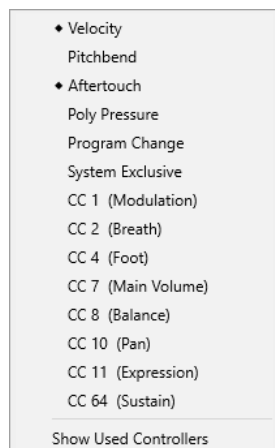 Velocity
Pitchbend
Aftertouch
Poly Pressure
Program Change
System Exclusive
CC 1 (Modulation)
CC 2 (Breath)
CC 4 (Foot)
CC 7 (Main Volume)
CC 8 (Balance)
CC 10 (Pan)
CC 11 (Expression)
CC 64 (Sustain)
Show Used Controllers